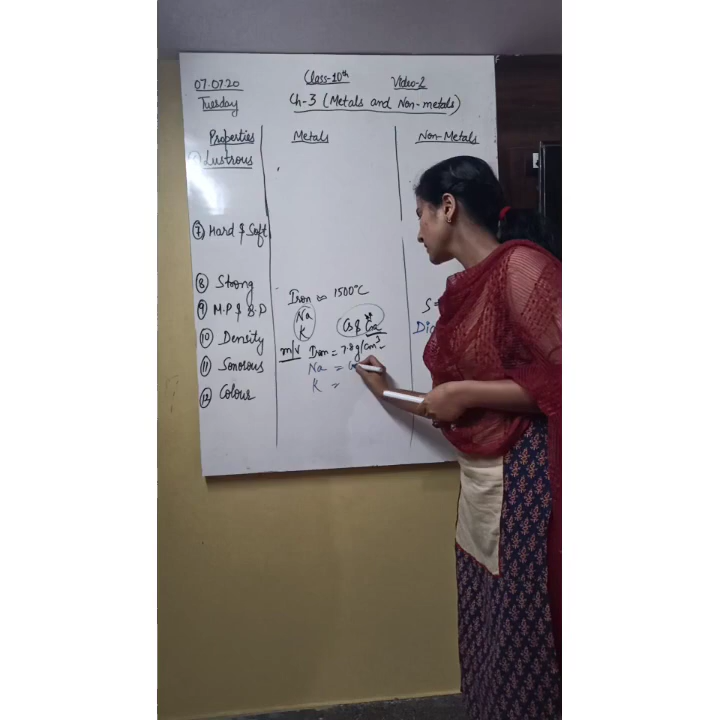 07.07.20 Class-10th Video-2
Tuesday Ch-3 (Metals and Non-metals)
Properties Metals Non-Metals
Lustrous
⑦ Hard & Soft
⑧ Strong
Iron ≈ 1500°C
⑨ M.P & B.P Na
K Cs & Ga
⑩ Density m/v Iron = 7.8 g/cm³
⑪ Sonorous Na =
K =
⑫ Colour
S =